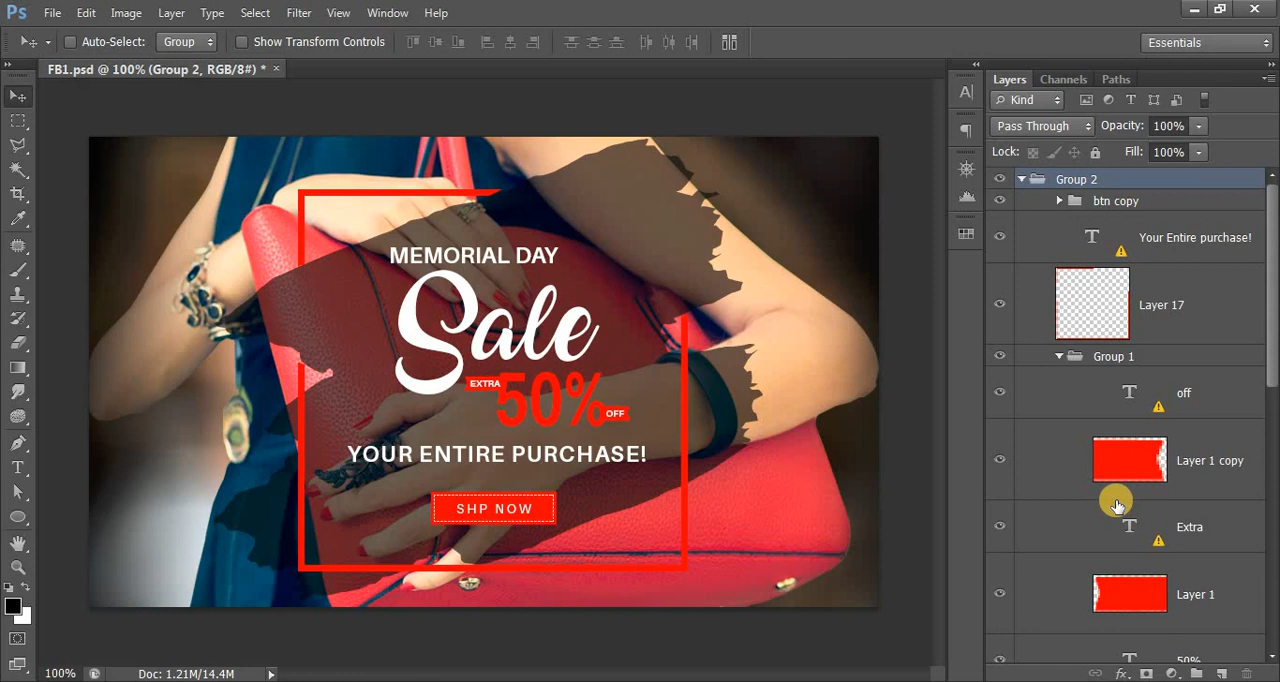 Ps File Edit Image Layer Type Select Filter View Window Help
Auto-Select: Group Show Transform Controls Essentials
FB1.psd @ 100% (Group 2, RGB/8#) * ×
Layers Channels Paths
Kind
Pass Through Opacity: 100%
Lock: Fill: 100%
Group 2
btn copy
Your Entire purchase!
Layer 17
Group 1
off
Layer 1 copy
Extra
Layer 1
50%
MEMORIAL DAY
Sale
EXTRA 50% OFF
YOUR ENTIRE PURCHASE!
SHP NOW
100% Doc: 1.21M/14.4M